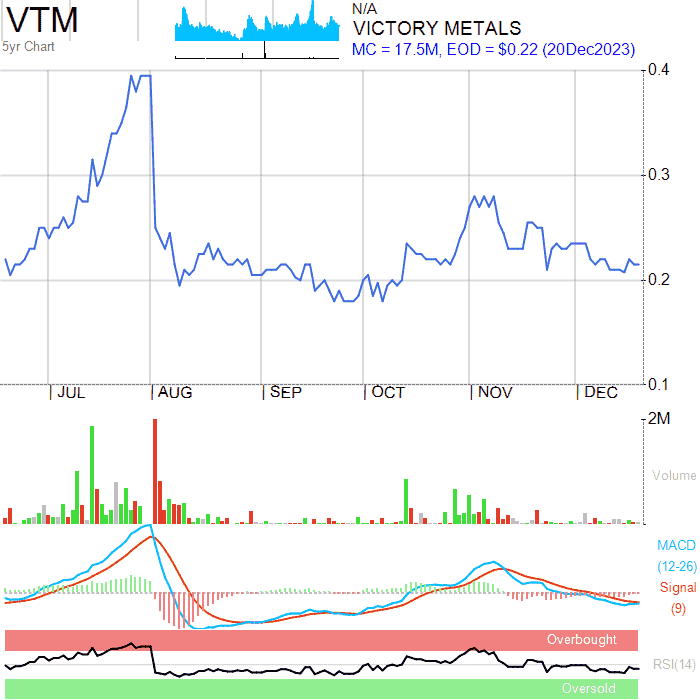 VTM
5yr Chart
N/A
VICTORY METALS
MC = 17.5M, EOD = $0.22 (20Dec2023)
0.4
0.3
0.2
0.1
JUL AUG SEP OCT NOV DEC
2M
Volume
MACD
(12-26)
Signal
(9)
Overbought
RSI(14)
Oversold